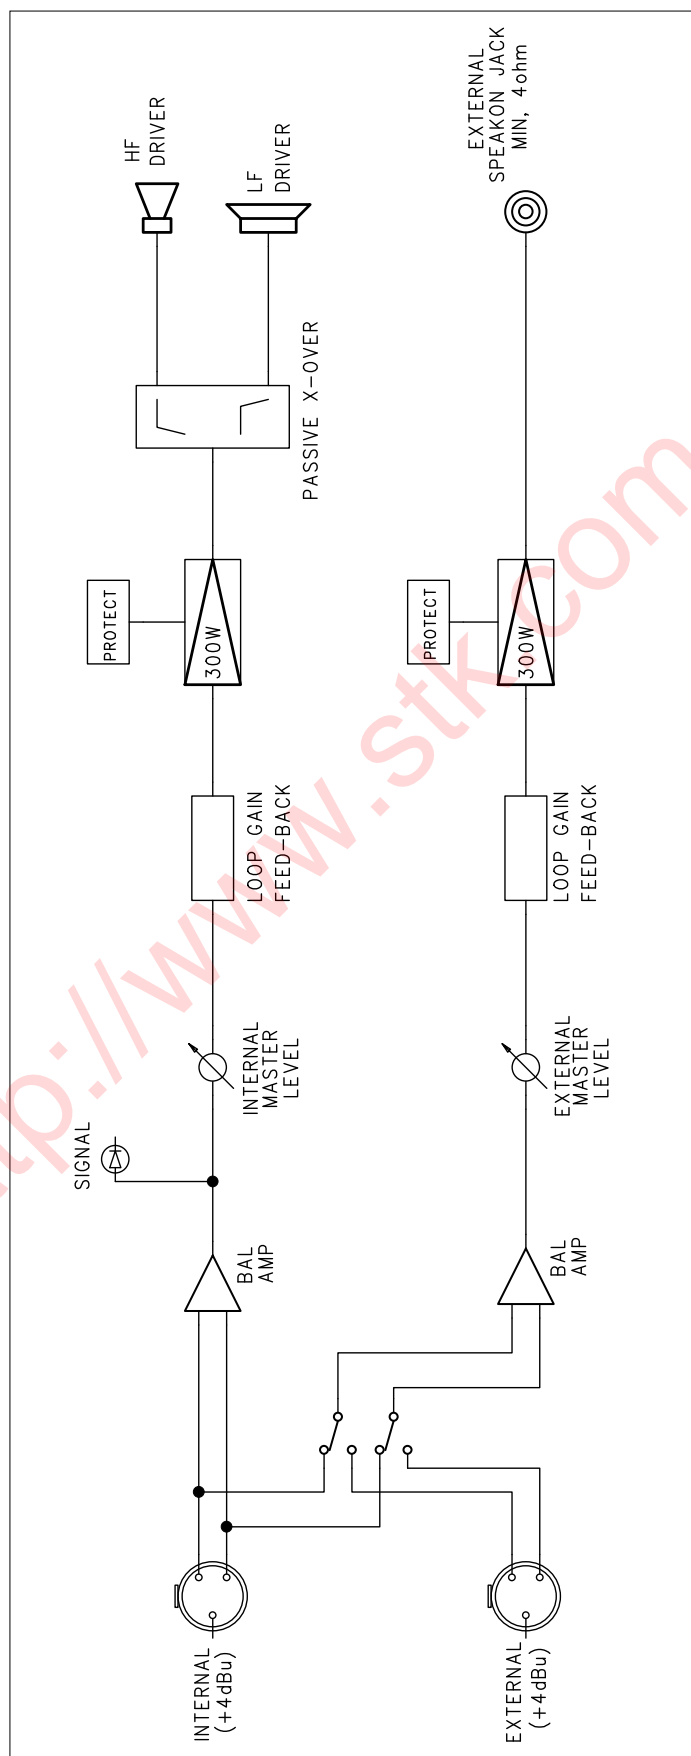 HF
DRIVER
LF
DRIVER
EXTERNAL
SPEAKON JACK
MIN, 4ohm
PASSIVE X-OVER
PROTECT
300W
PROTECT
300W
LOOP GAIN
FEED-BACK
LOOP GAIN
FEED-BACK
INTERNAL
MASTER
LEVEL
EXTERNAL
MASTER
LEVEL
SIGNAL
BAL
AMP
BAL
AMP
INTERNAL
(+4dBu)
EXTERNAL
(+4dBu)
tp://www.stk.com